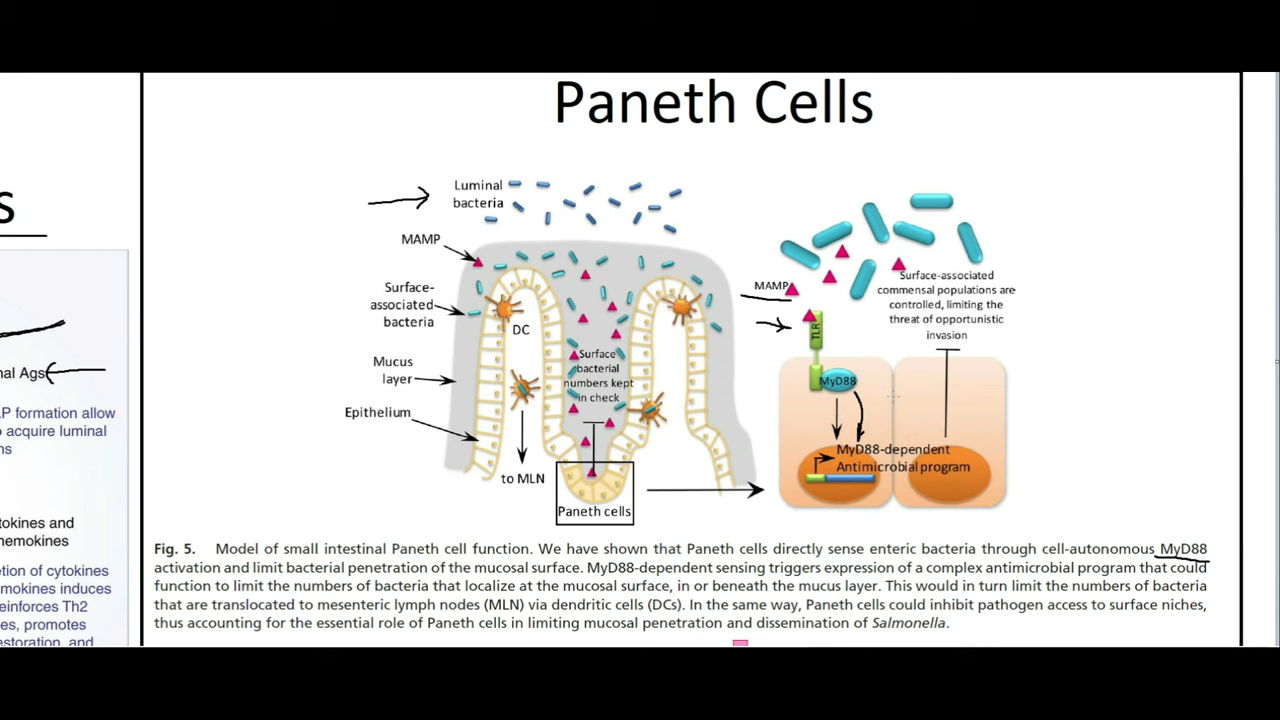 Paneth Cells
s
nal Ags
P formation allow
o acquire luminal
ns
tokines and
hemokines
etion of cytokines
emokines induces
einforces Th2
es, promotes
estoration, and
Luminal
bacteria
MAMP
Surface-
associated
bacteria
DC
Mucus
layer
Epithelium
Surface
bacterial
numbers kept
in check
to MLN
Paneth cells
MAMP
TLR
MyD88
Surface-associated
commensal populations are
controlled, limiting the
threat of opportunistic
invasion
MyD88-dependent
Antimicrobial program
Fig. 5. Model of small intestinal Paneth cell function. We have shown that Paneth cells directly sense enteric bacteria through cell-autonomous MyD88
activation and limit bacterial penetration of the mucosal surface. MyD88-dependent sensing triggers expression of a complex antimicrobial program that could
function to limit the numbers of bacteria that localize at the mucosal surface, in or beneath the mucus layer. This would in turn limit the numbers of bacteria
that are translocated to mesenteric lymph nodes (MLN) via dendritic cells (DCs). In the same way, Paneth cells could inhibit pathogen access to surface niches,
thus accounting for the essential role of Paneth cells in limiting mucosal penetration and dissemination of Salmonella.